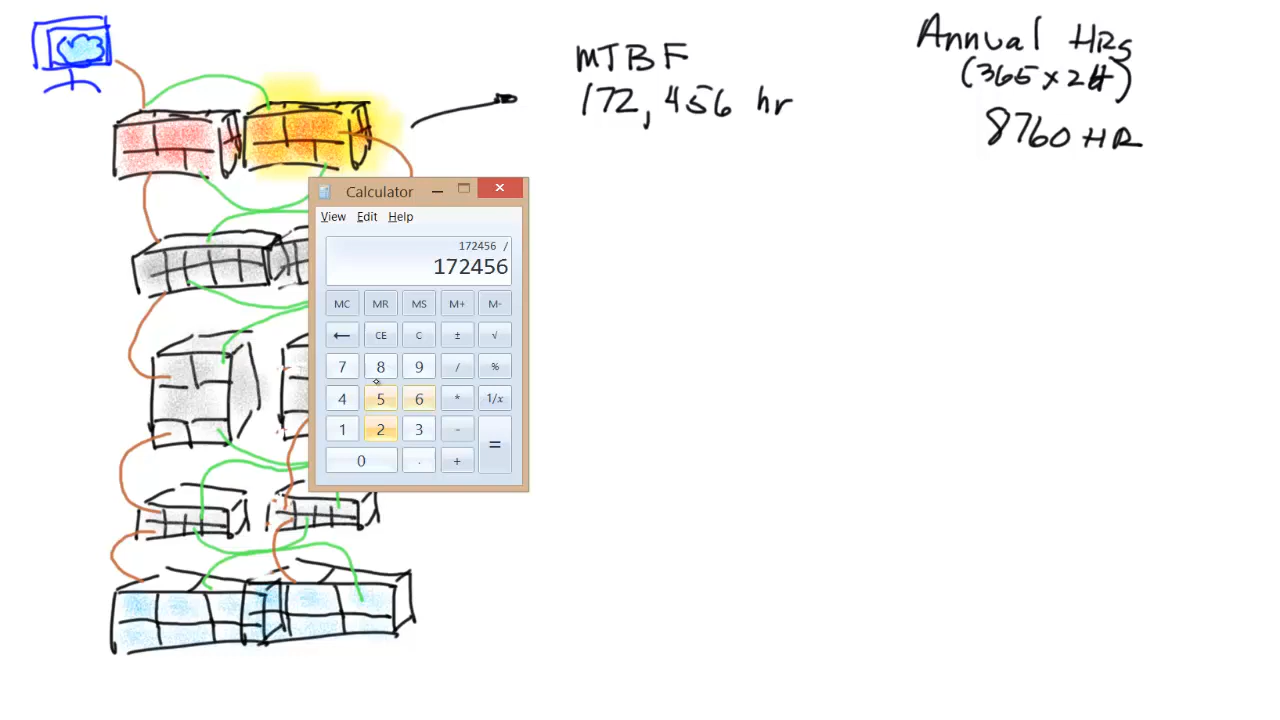 MTBF
172,456 hr
Annual HRs
(365 x 24)
8760 HR
Calculator
View Edit Help
172456 /
172456
MC MR MS M+ M-
← CE C ± √
7 8 9 / %
4 5 6 * 1/x
1 2 3 - =
0 . +